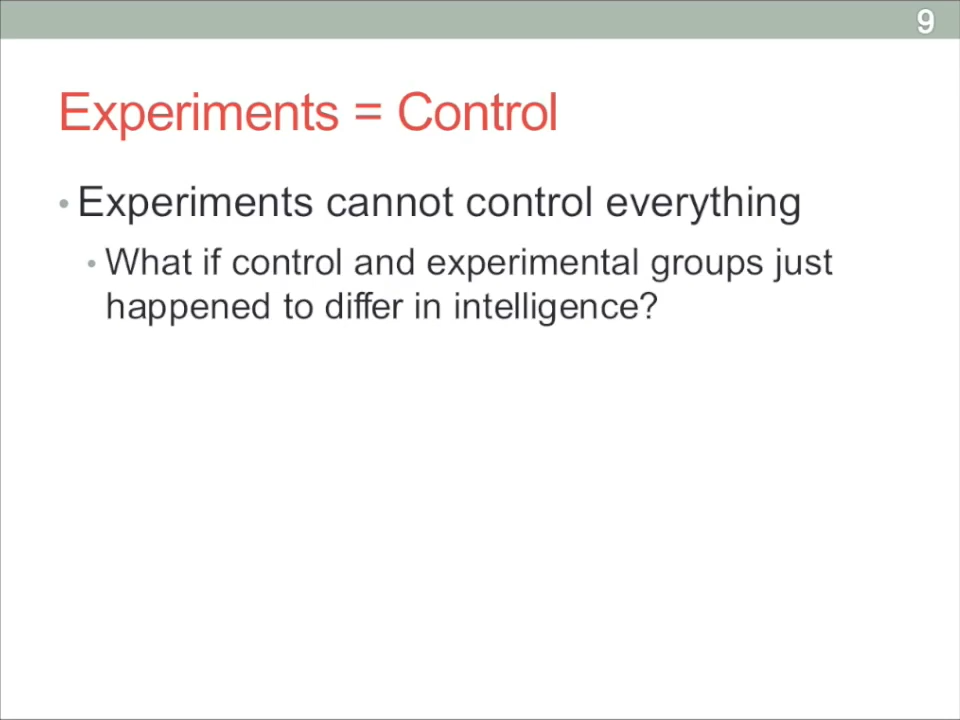 9
Experiments = Control
• Experiments cannot control everything
• What if control and experimental groups just
happened to differ in intelligence?